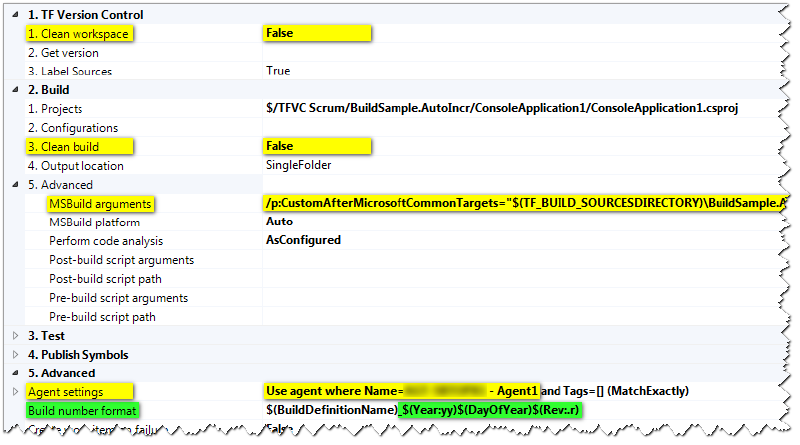 1. TF Version Control
1. Clean workspace False
2. Get version
3. Label Sources True
2. Build
1. Projects $/TFVC Scrum/BuildSample.AutoIncr/ConsoleApplication1/ConsoleApplication1.csproj
2. Configurations
3. Clean build False
4. Output location SingleFolder
5. Advanced
MSBuild arguments /p:CustomAfterMicrosoftCommonTargets="$(TF_BUILD_SOURCESDIRECTORY)\BuildSample.A
MSBuild platform Auto
Perform code analysis AsConfigured
Post-build script arguments
Post-build script path
Pre-build script arguments
Pre-build script path
3. Test
4. Publish Symbols
5. Advanced
Agent settings Use agent where Name= - Agent1 and Tags=[] (MatchExactly)
Build number format $(BuildDefinitionName)_$(Year:yy)$(DayOfYear)$(Rev:.r)